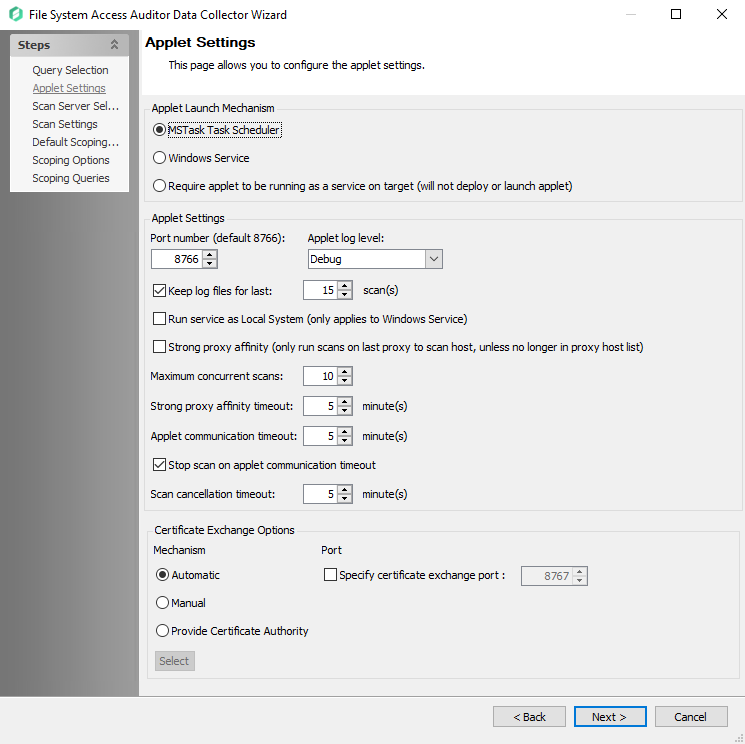 File System Access Auditor Data Collector Wizard
Steps
Query Selection
Applet Settings
Scan Server Sel...
Scan Settings
Default Scoping...
Scoping Options
Scoping Queries
Applet Settings
This page allows you to configure the applet settings.
Applet Launch Mechanism
MSTask Task Scheduler
Windows Service
Require applet to be running as a service on target (will not deploy or launch applet)
Applet Settings
Port number (default 8766): Applet log level:
8766 Debug
Keep log files for last: 15 scan(s)
Run service as Local System (only applies to Windows Service)
Strong proxy affinity (only run scans on last proxy to scan host, unless no longer in proxy host list)
Maximum concurrent scans: 10
Strong proxy affinity timeout: 5 minute(s)
Applet communication timeout: 5 minute(s)
Stop scan on applet communication timeout
Scan cancellation timeout: 5 minute(s)
Certificate Exchange Options
Mechanism Port
Automatic Specify certificate exchange port : 8767
Manual
Provide Certificate Authority
Select
< Back Next > Cancel